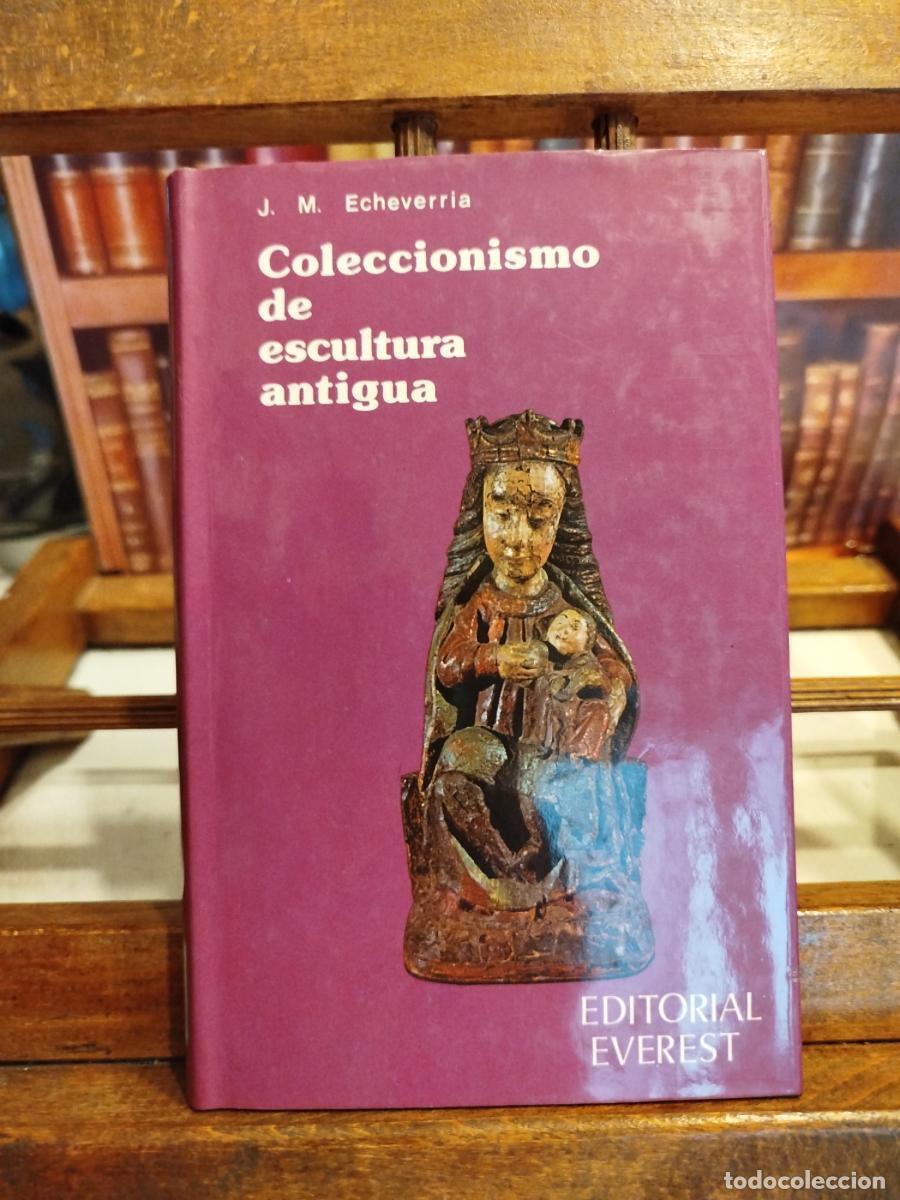 J. M. Echeverria
Coleccionismo
de
escultura
antigua
EDITORIAL
EVEREST
todocoleccion